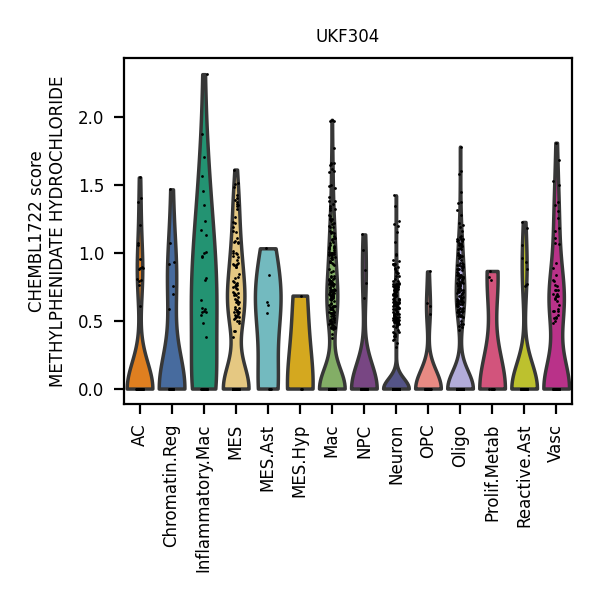 UKF304
CHEMBL1722 score
METHYLPHENIDATE HYDROCHLORIDE
2.0
1.5
1.0
0.5
0.0
AC
Chromatin.Reg
Inflammatory.Mac
MES
MES.Ast
MES.Hyp
Mac
NPC
Neuron
OPC
Oligo
Prolif.Metab
Reactive.Ast
Vasc